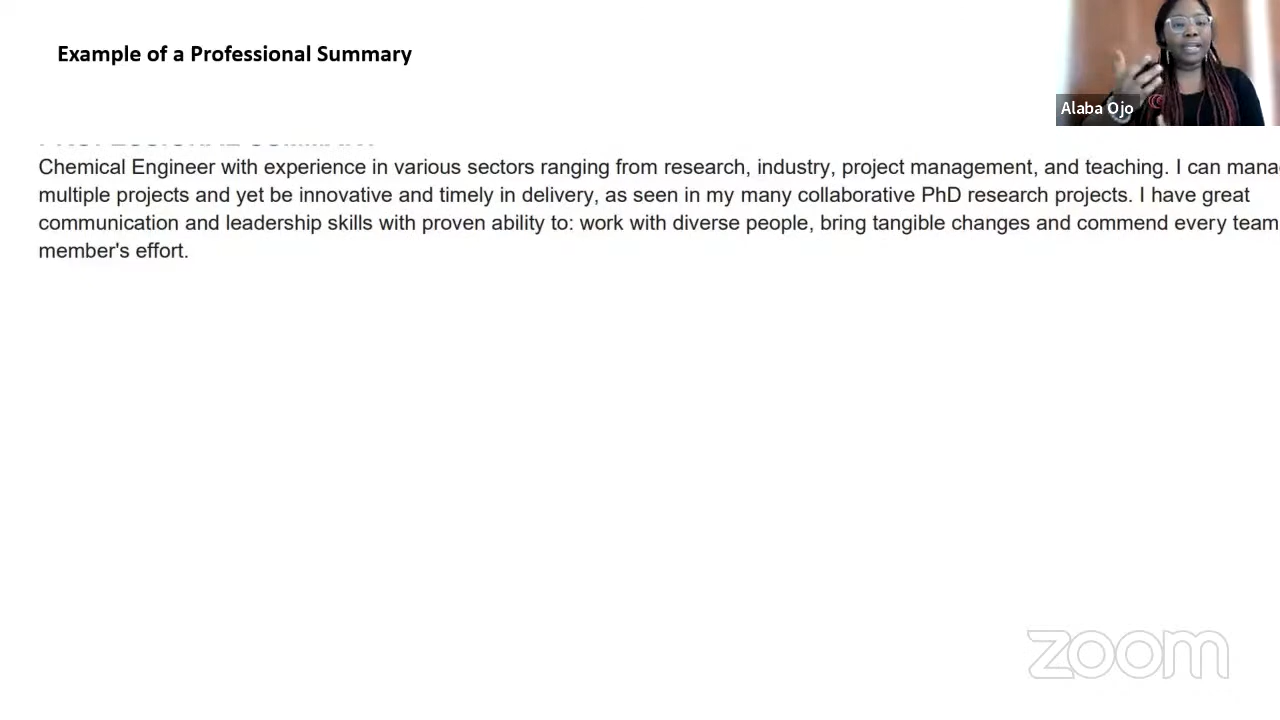 Example of a Professional Summary
Alaba Ojo
PROFESSIONAL SUMMARY
Chemical Engineer with experience in various sectors ranging from research, industry, project management, and teaching. I can mana
multiple projects and yet be innovative and timely in delivery, as seen in my many collaborative PhD research projects. I have great
communication and leadership skills with proven ability to: work with diverse people, bring tangible changes and commend every team
member's effort.
zoom